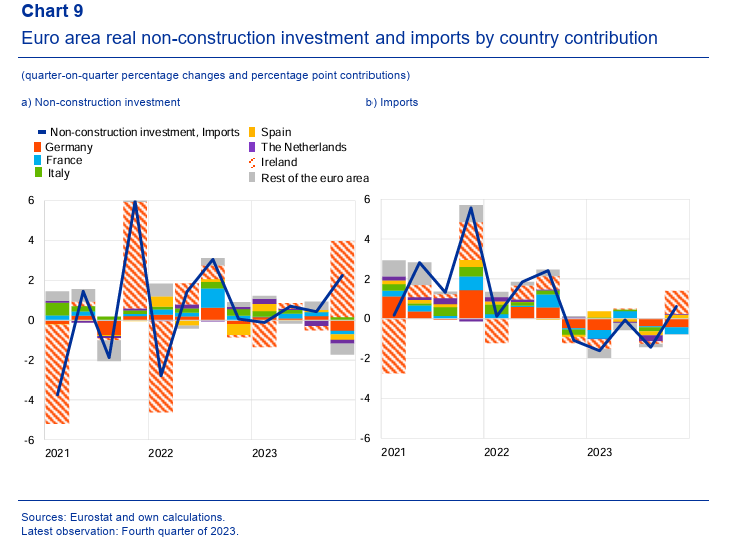 Chart 9
Euro area real non-construction investment and imports by country contribution
(quarter-on-quarter percentage changes and percentage point contributions)
a) Non-construction investment
b) Imports
Non-construction investment, Imports
Germany
France
Italy
Spain
The Netherlands
Ireland
Rest of the euro area
6
4
2
0
-2
-4
-6
2021 2022 2023
6
4
2
0
-2
-4
-6
2021 2022 2023
Sources: Eurostat and own calculations.
Latest observation: Fourth quarter of 2023.